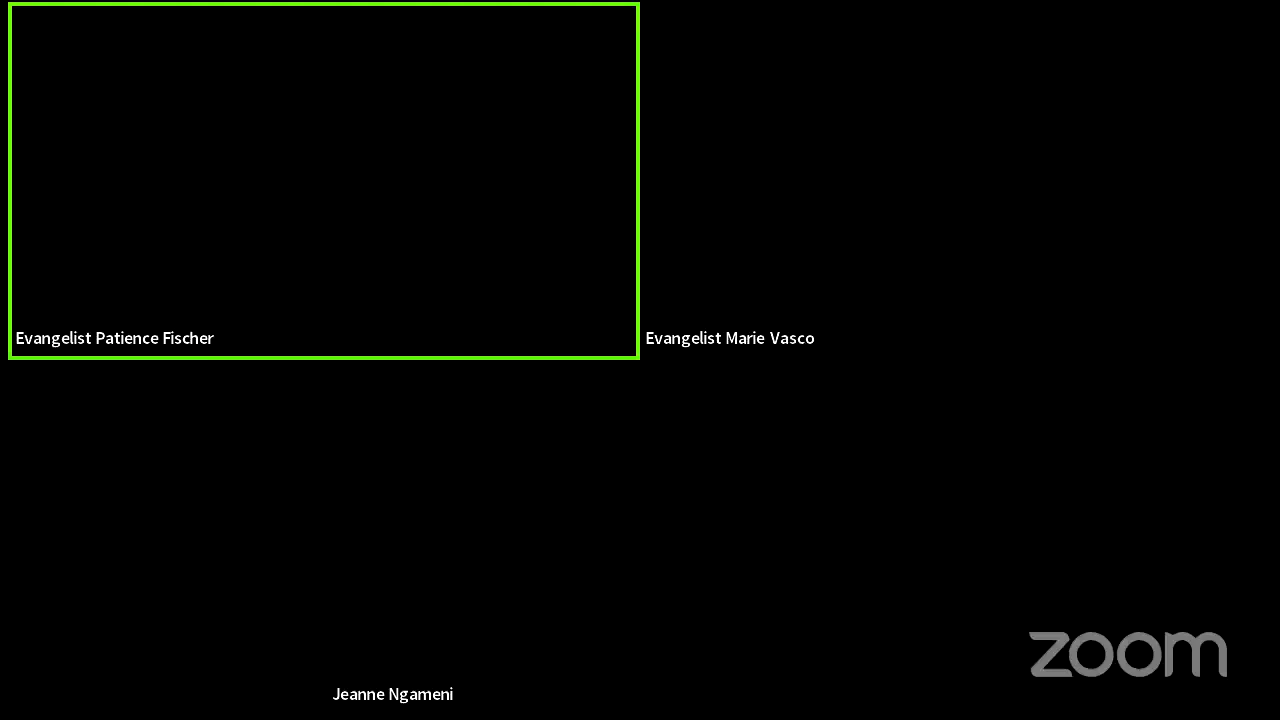 Evangelist Patience Fischer
Evangelist Marie Vasco
Jeanne Ngameni
zoom